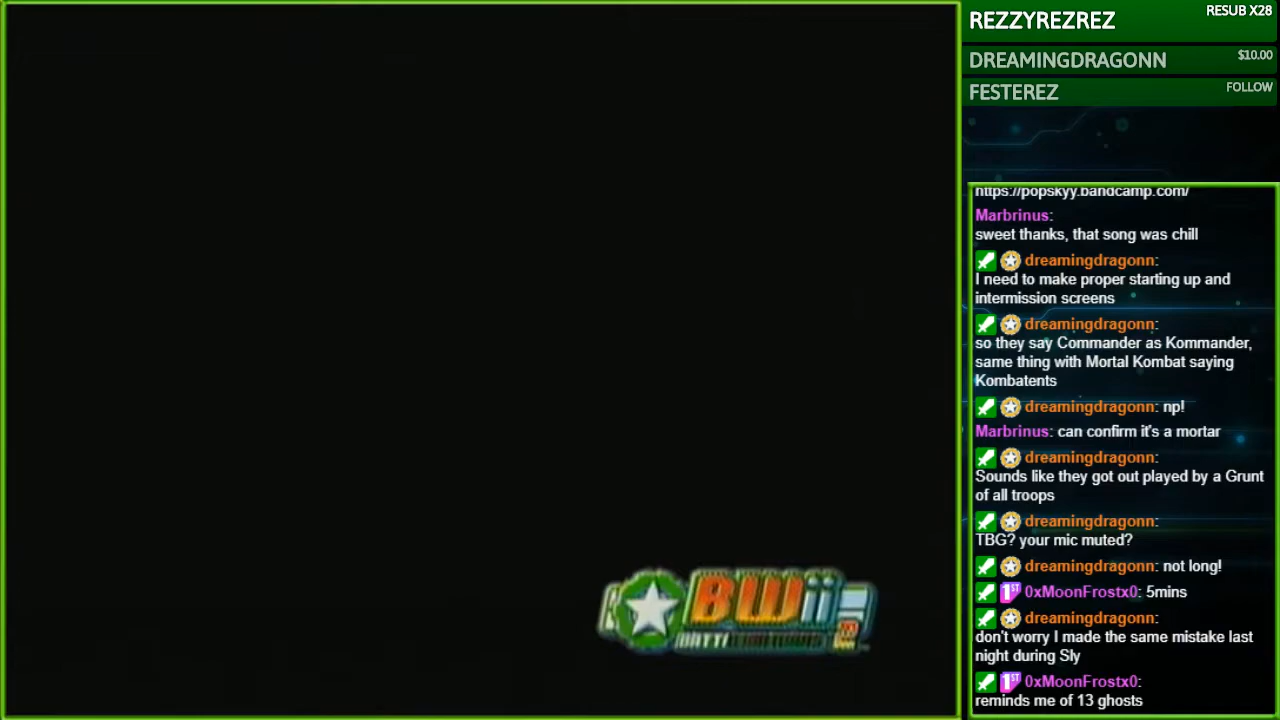 REZZYREZREZ
RESUB X28
DREAMINGDRAGONN
$10.00
FESTEREZ
FOLLOW
https://popskyy.bandcamp.com/
Marbrinus:
sweet thanks, that song was chill
dreamingdragonn:
I need to make proper starting up and
intermission screens
dreamingdragonn:
so they say Commander as Kommander,
same thing with Mortal Kombat saying
Kombatents
dreamingdragonn: np!
Marbrinus: can confirm it's a mortar
dreamingdragonn:
Sounds like they got out played by a Grunt
of all troops
dreamingdragonn:
TBG? your mic muted?
dreamingdragonn: not long!
1ST 0xMoonFrostx0: 5mins
dreamingdragonn:
don't worry I made the same mistake last
night during Sly
1ST 0xMoonFrostx0:
reminds me of 13 ghosts
BWii